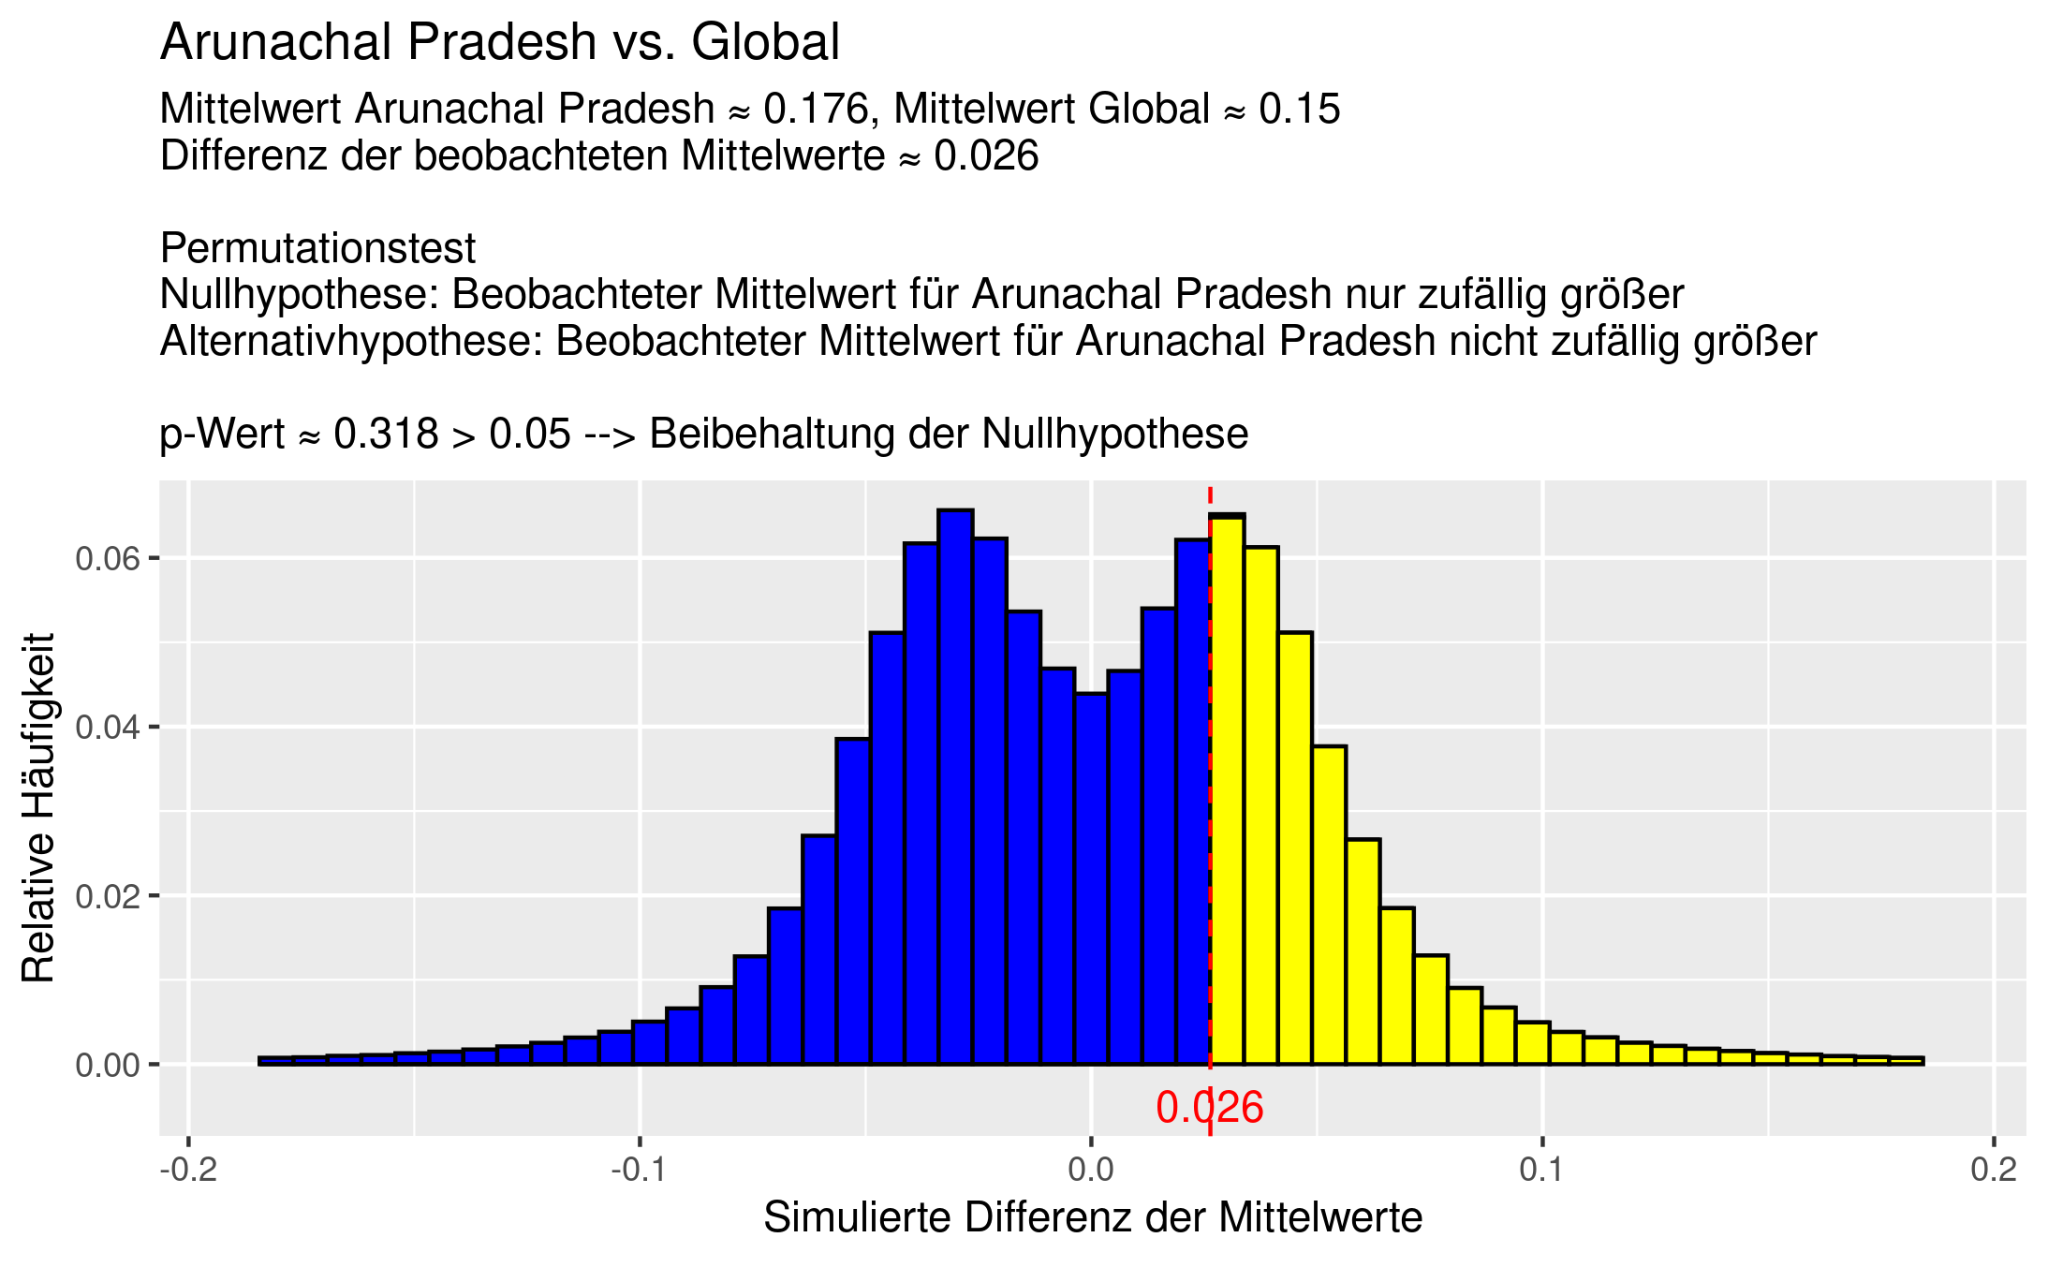 Arunachal Pradesh vs. Global
Mittelwert Arunachal Pradesh ≈ 0.176, Mittelwert Global ≈ 0.15
Differenz der beobachteten Mittelwerte ≈ 0.026
Permutationstest
Nullhypothese: Beobachteter Mittelwert für Arunachal Pradesh nur zufällig größer
Alternativhypothese: Beobachteter Mittelwert für Arunachal Pradesh nicht zufällig größer
p-Wert ≈ 0.318 > 0.05 --> Beibehaltung der Nullhypothese
Relative Häufigkeit
0.06
0.04
0.02
0.00
0.026
-0.2
-0.1
0.0
0.1
0.2
Simulierte Differenz der Mittelwerte